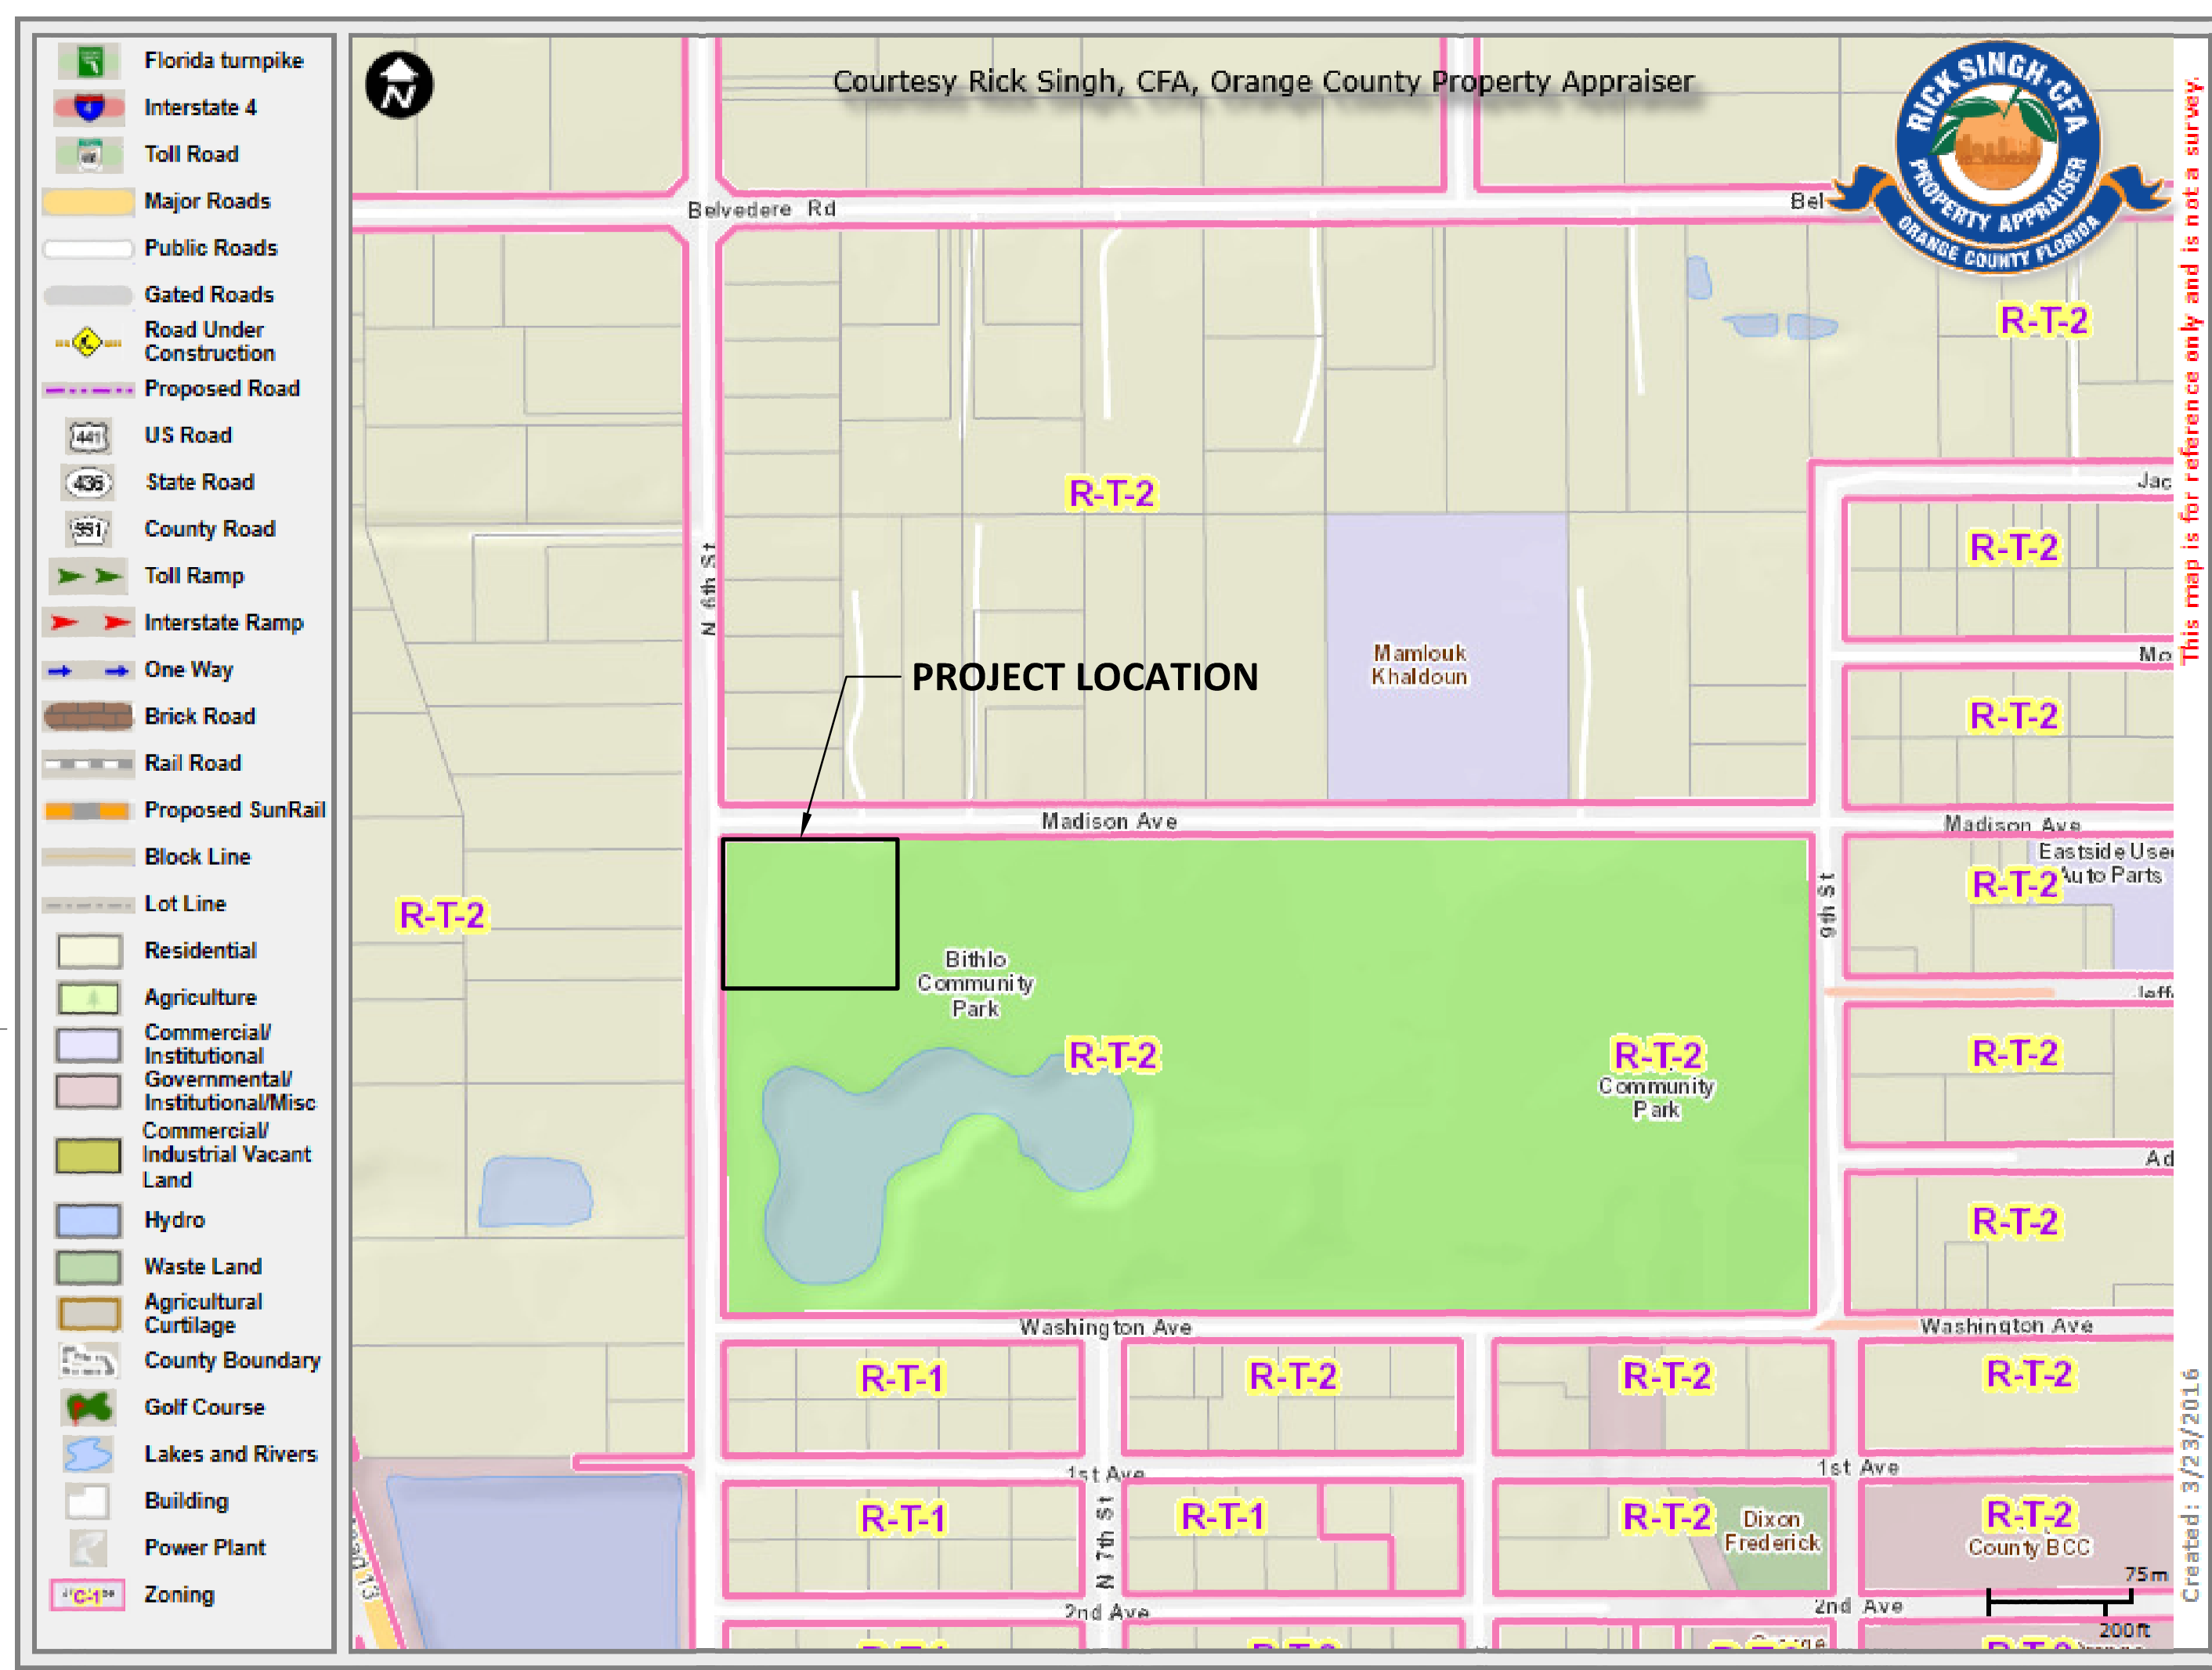 Florida turnpike
Interstate 4
Toll Road
Major Roads
Public Roads
Gated Roads
Road Under
Construction
Proposed Road
441
US Road
436
State Road
551
County Road
Toll Ramp
Interstate Ramp
One Way
Brick Road
Rail Road
Proposed SunRail
Block Line
Lot Line
Residential
Agriculture
Commercial/
Institutional
Governmental/
Institutional/Misc
Commercial/
Industrial Vacant
Land
Hydro
Waste Land
Agricultural
Curtilage
County Boundary
Golf Course
Lakes and Rivers
Building
Power Plant
C-1
Zoning
N
Courtesy Rick Singh, CFA, Orange County Property Appraiser
RICK SINGH·CFA
PROPERTY APPRAISER
ORANGE COUNTY FLORIDA
This map is for reference only and is not a survey.
Belvedere Rd
Bel
R-T-2
R-T-2
Jac
R-T-2
N 6th St
Mamlouk
Khaldoun
Mo
PROJECT LOCATION
R-T-2
Madison Ave
Madison Ave
Eastside Use
Auto Parts
R-T-2
9th St
R-T-2
Bithlo
Community
Park
Jeff
R-T-2
R-T-2
Community
Park
R-T-2
Ad
R-T-2
Washington Ave
Washington Ave
R-T-1
R-T-2
R-T-2
R-T-2
1st Ave
1st Ave
R-T-1
N 7th St
R-T-1
R-T-2
Dixon
Frederick
R-T-2
County BCC
13
75m
200ft
2nd Ave
2nd Ave
Created: 3/23/2016